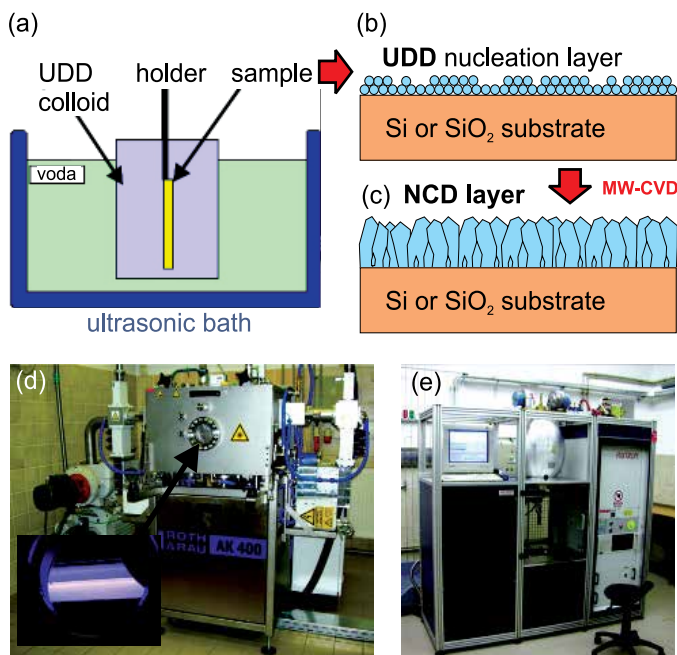 (a)
UDD
colloid
holder
sample
voda
ultrasonic bath
(b)
UDD nucleation layer
Si or SiO₂ substrate
MW-CVD
(c) NCD layer
Si or SiO₂ substrate
(d)
ROTH
ARAU
AK 400
(e)